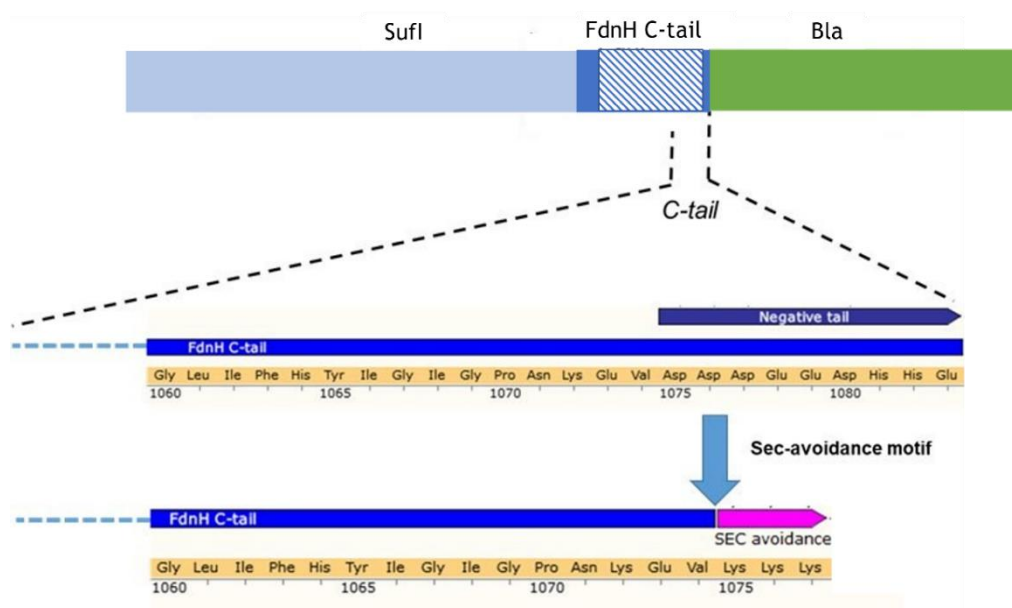 SufI FdnH C-tail Bla
C-tail
Negative tail
FdnH C-tail
Gly Leu Ile Phe His Tyr Ile Gly Ile Gly Pro Asn Lys Glu Val Asp Asp Asp Glu Glu Asp His His Glu
1060 1065 1070 1075 1080
Sec-avoidance motif
FdnH C-tail
SEC avoidance
Gly Leu Ile Phe His Tyr Ile Gly Ile Gly Pro Asn Lys Glu Val Lys Lys Lys
1060 1065 1070 1075